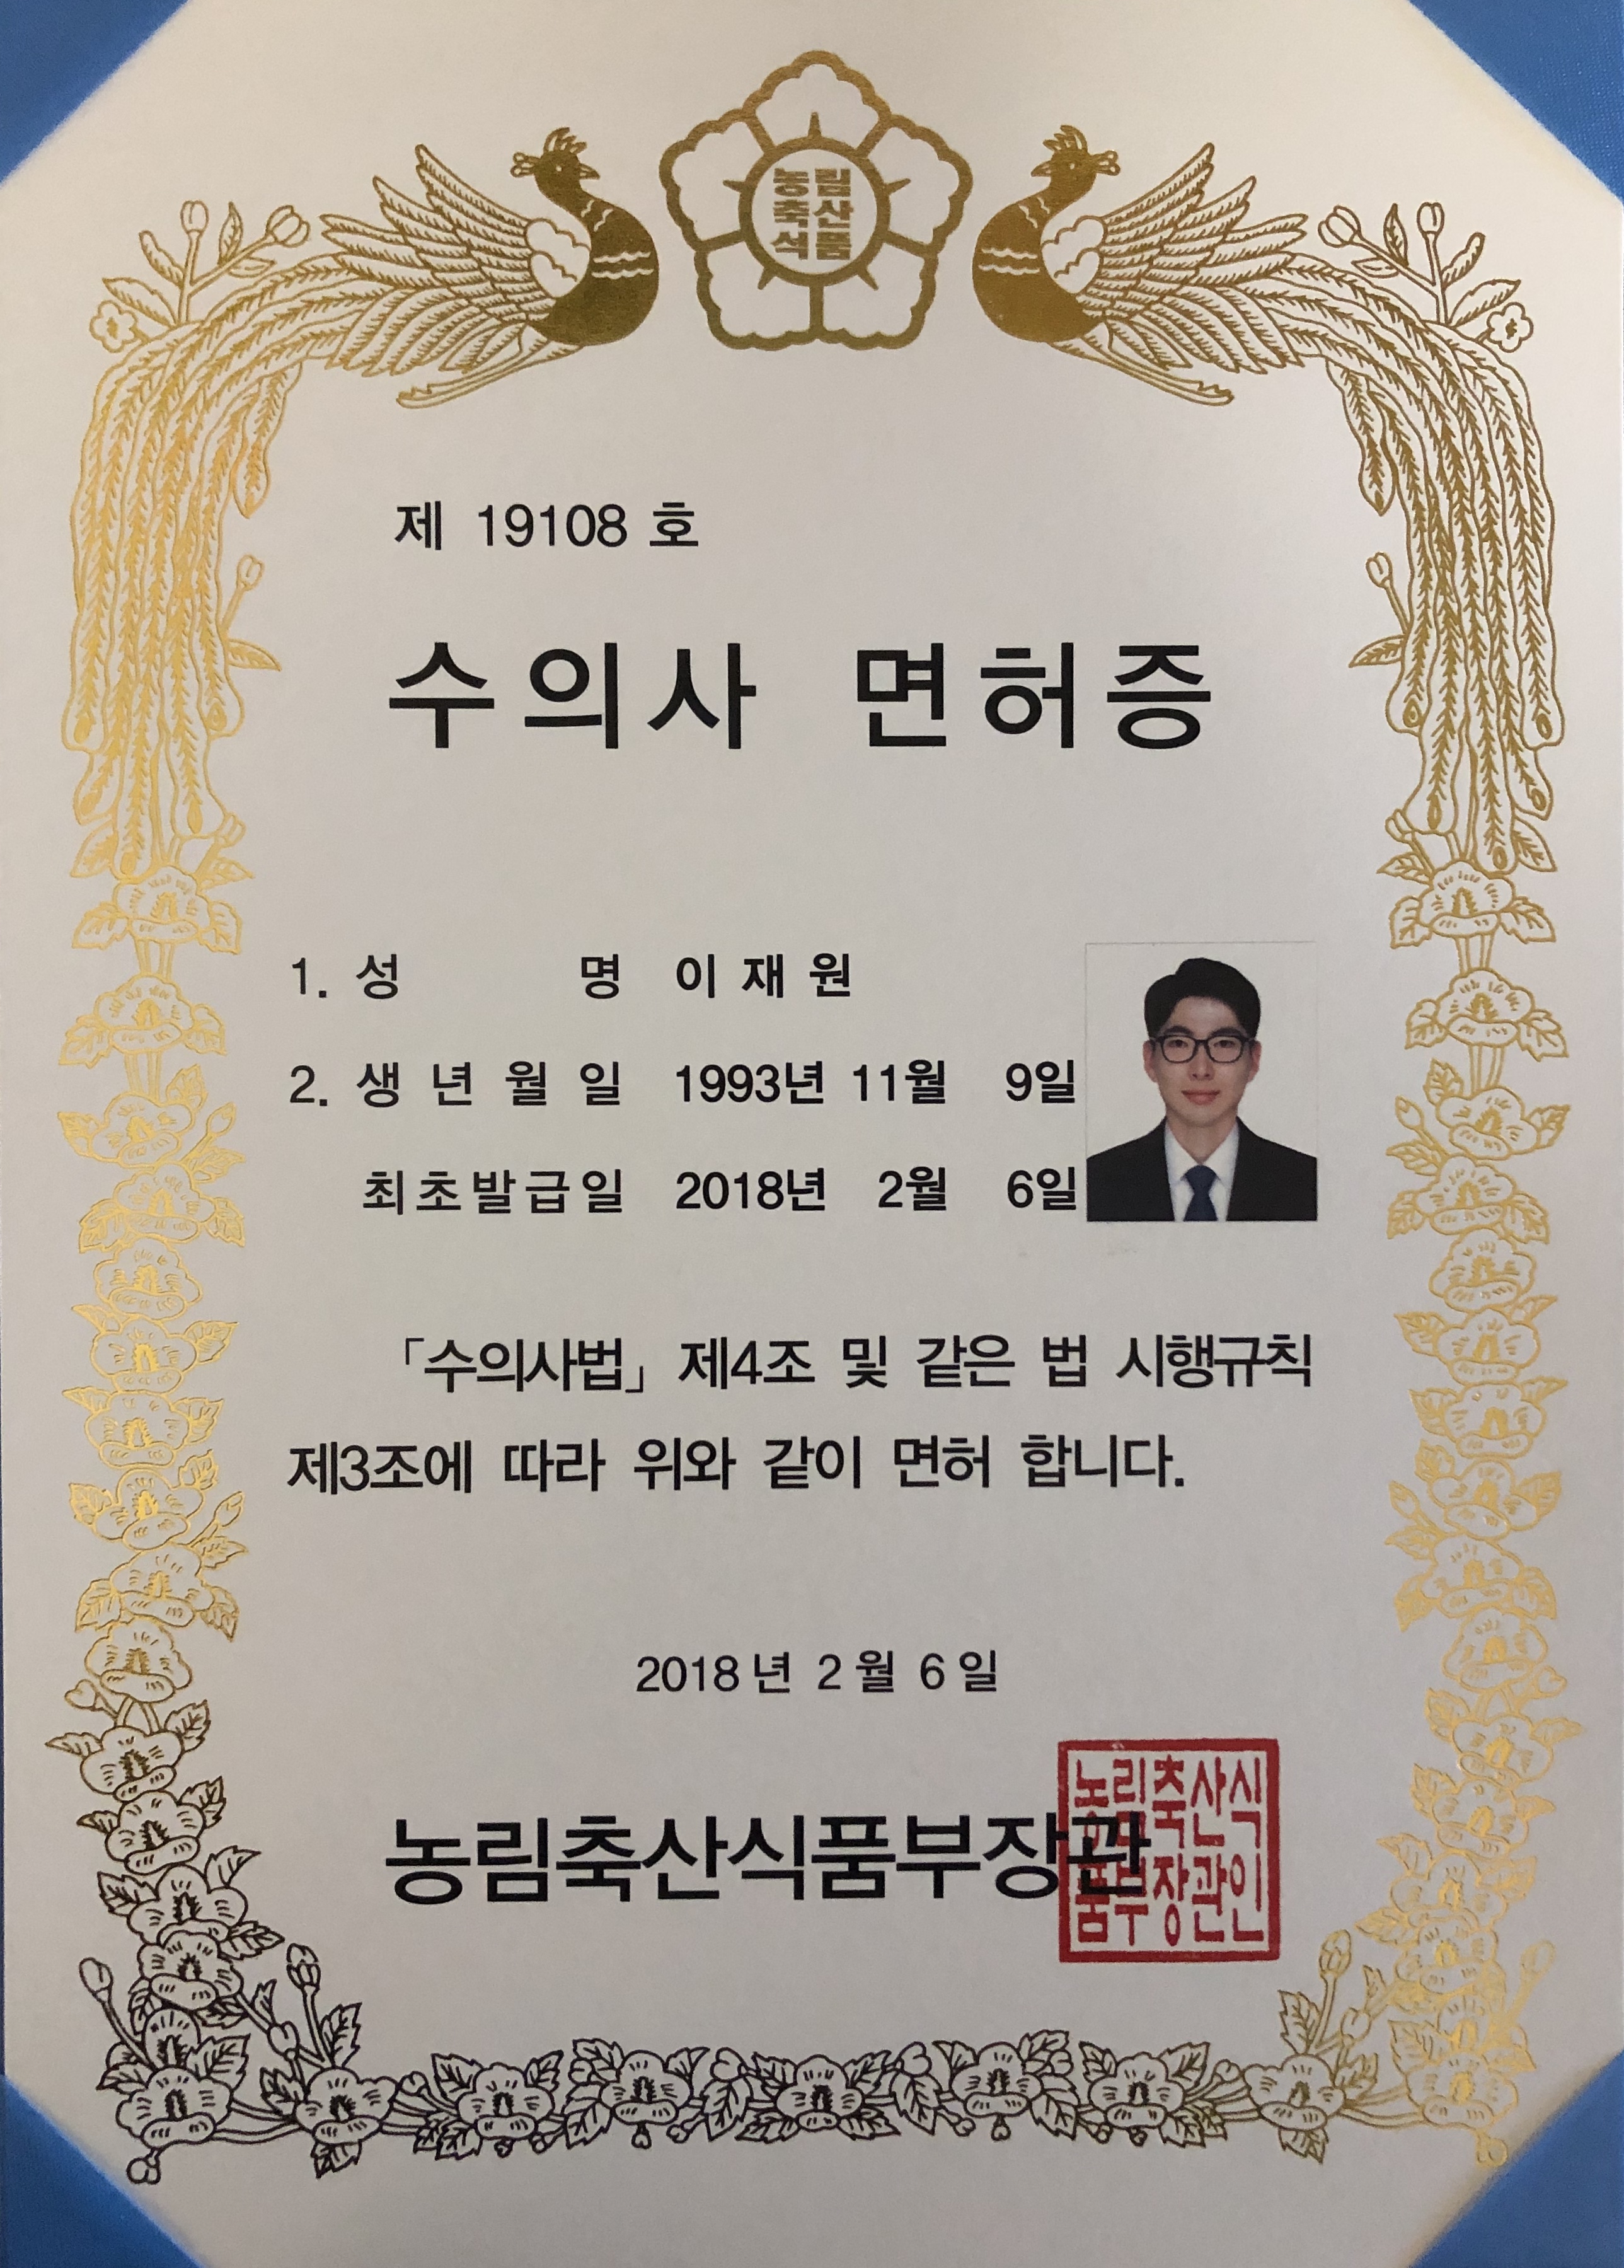 농림
축산
식품
제 19108 호
수의사 면허증
1. 성 명 이 재 원
2. 생 년 월 일 1993년 11월 9일
최초발급일 2018년 2월 6일
「수의사법」 제4조 및 같은 법 시행규칙
제3조에 따라 위와 같이 면허 합니다.
2018년 2월 6일
농림축산식품부장관
농림축산식
품부장관인